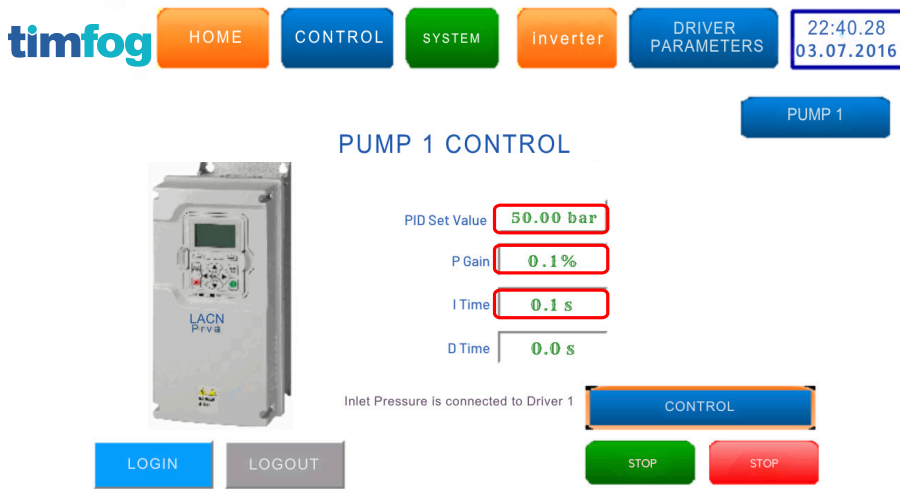 timfog
HOME
CONTROL
SYSTEM
inverter
DRIVER
PARAMETERS
22:40.28
03.07.2016
PUMP 1
PUMP 1 CONTROL
PID Set Value 50.00 bar
P Gain 0.1%
I Time 0.1 s
D Time 0.0 s
LACN
Prva
Inlet Pressure is connected to Driver 1
CONTROL
LOGIN
LOGOUT
STOP
STOP